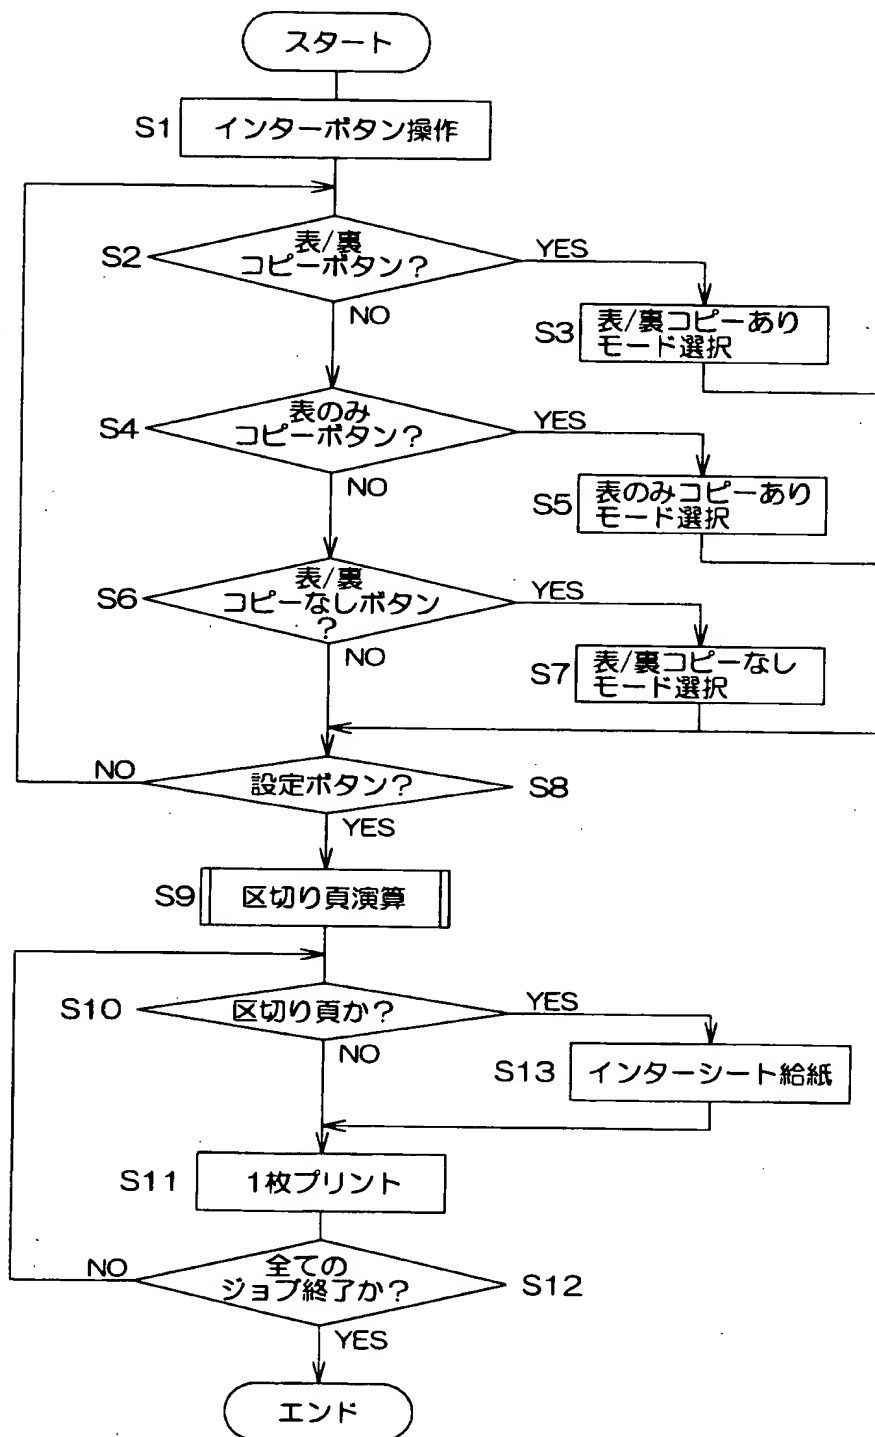 スタート
S1
インターボタン操作
S2
表/裏
コピーボタン?
YES
NO
S3
表/裏コピーあり
モード選択
S4
表のみ
コピーボタン?
YES
NO
S5
表のみコピーあり
モード選択
S6
表/裏
コピーなしボタン
?
YES
NO
S7
表/裏コピーなし
モード選択
NO
設定ボタン?
S8
YES
S9
区切り頁演算
S10
区切り頁か?
YES
NO
S13
インターシート給紙
S11
1枚プリント
NO
全ての
ジョブ終了か?
S12
YES
エンド